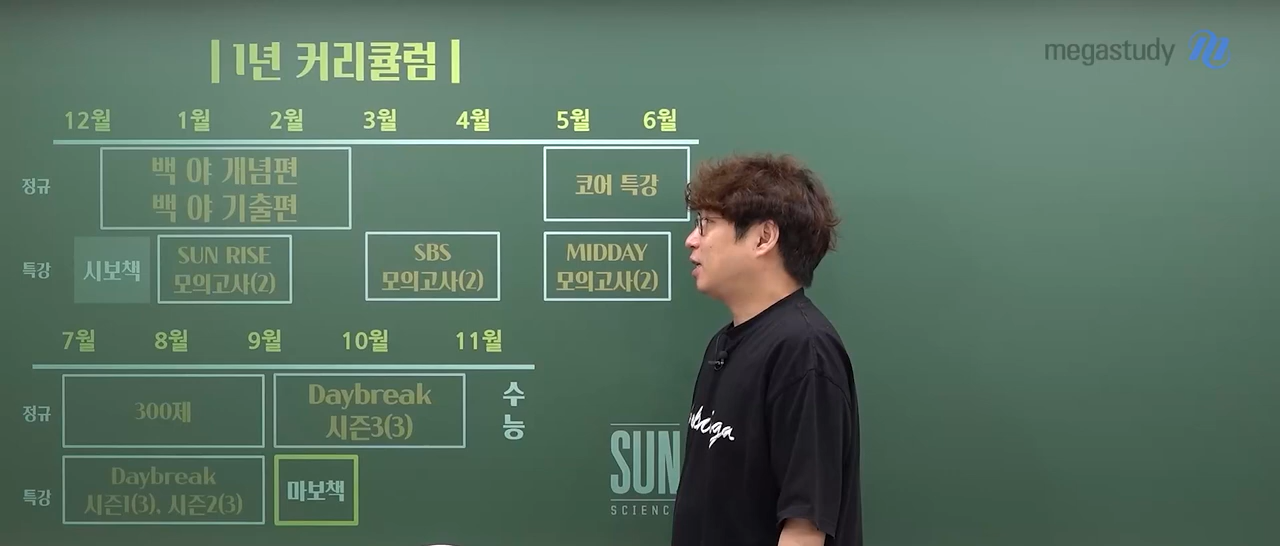 | 1년 커리큘럼 |
megastudy
12월 1월 2월 3월 4월 5월 6월
정규
백 야 개념편
백 야 기출편
코어 특강
특강
시보책
SUN RISE
모의고사(2)
SBS
모의고사(2)
MIDDAY
모의고사(2)
7월 8월 9월 10월 11월
정규
300제
Daybreak
시즌3(3)
수
능
특강
Daybreak
시즌1(3), 시즌2(3)
마보책
SUN
SCIENC